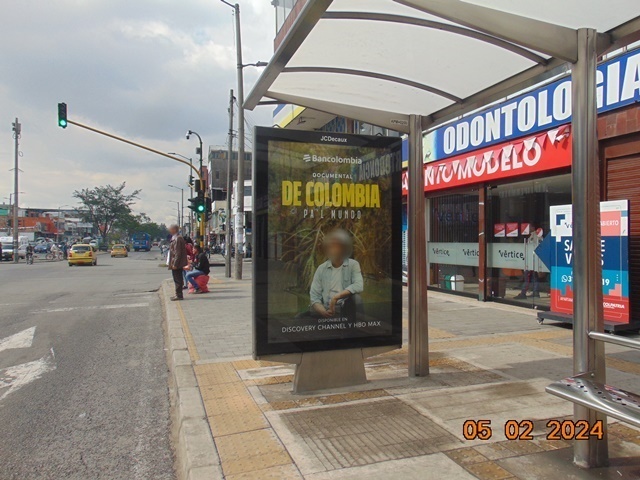 JCDecaux
Bancolombia
DOCUMENTAL
DE COLOMBIA
PA'L MUNDO
DISPONIBLE EN
DISCOVERY CHANNEL Y HBO MAX
ODONTOLOGIA
NTO MODELO
vértice
vértice
05 02 2024